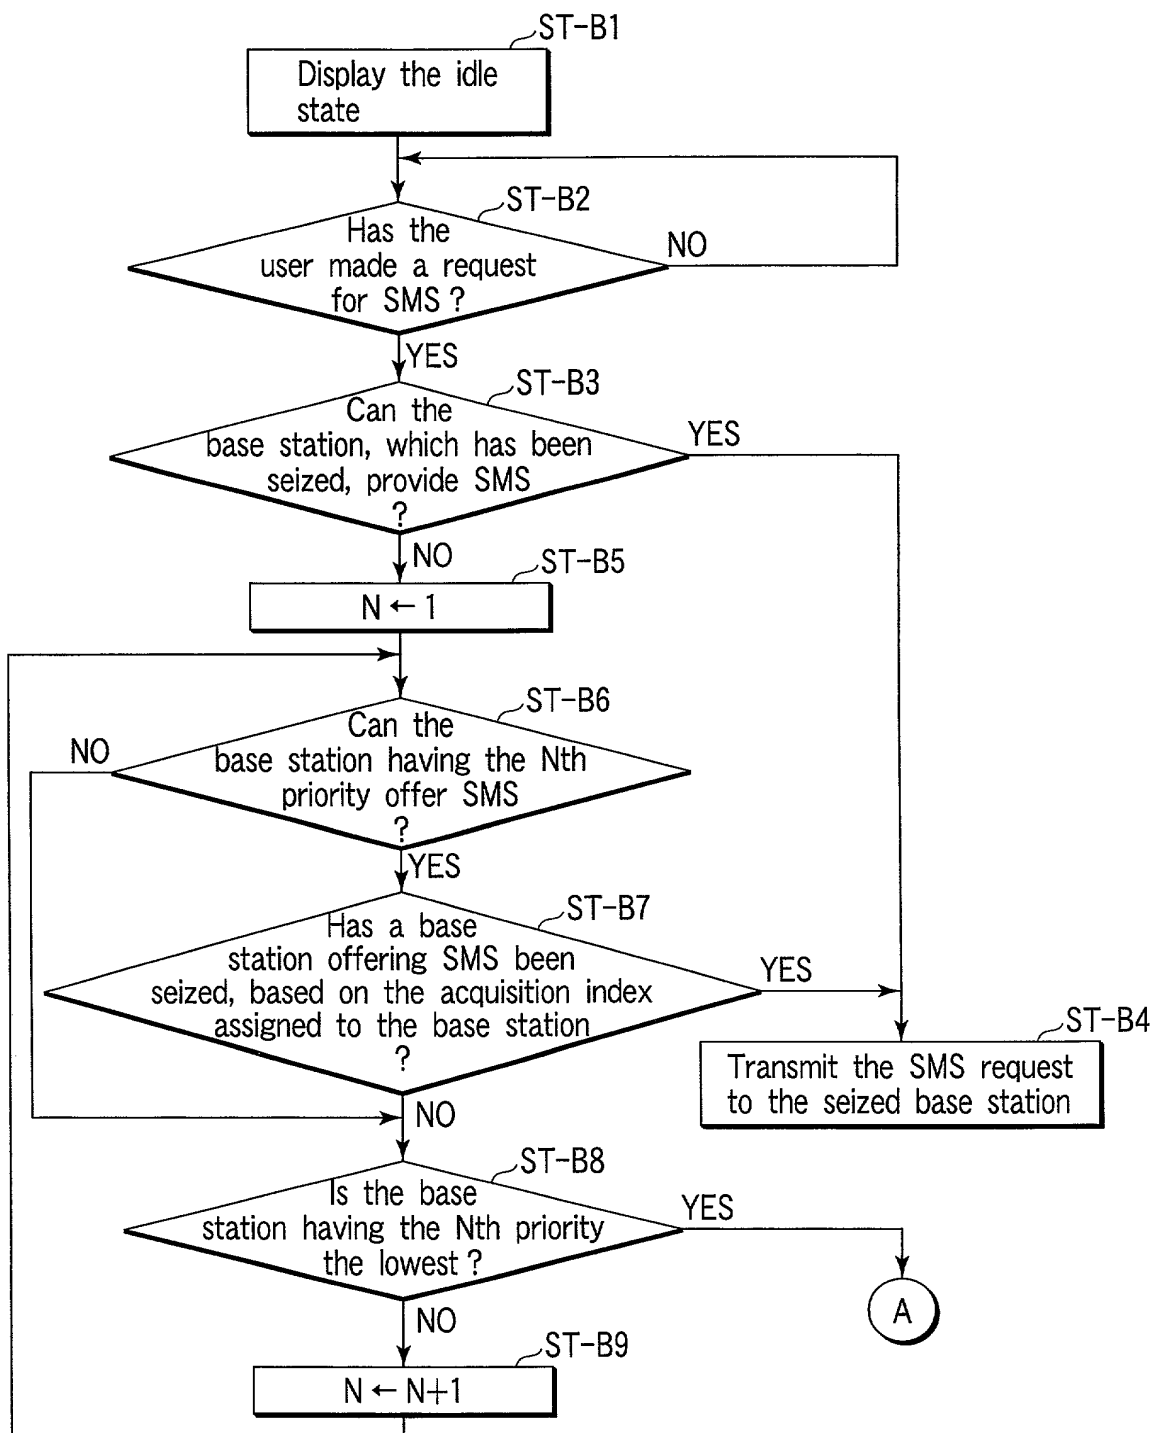 ST-B1
Display the idle
state
ST-B2
Has the
user made a request
for SMS ?
NO
YES
ST-B3
Can the
base station, which has been
seized, provide SMS
?
YES
NO
ST-B5
N ← 1
ST-B6
Can the
base station having the Nth
priority offer SMS
?
NO
YES
ST-B7
Has a base
station offering SMS been
seized, based on the acquisition index
assigned to the base station
?
YES
ST-B4
Transmit the SMS request
to the seized base station
NO
ST-B8
Is the base
station having the Nth priority
the lowest ?
YES
A
NO
ST-B9
N ← N+1